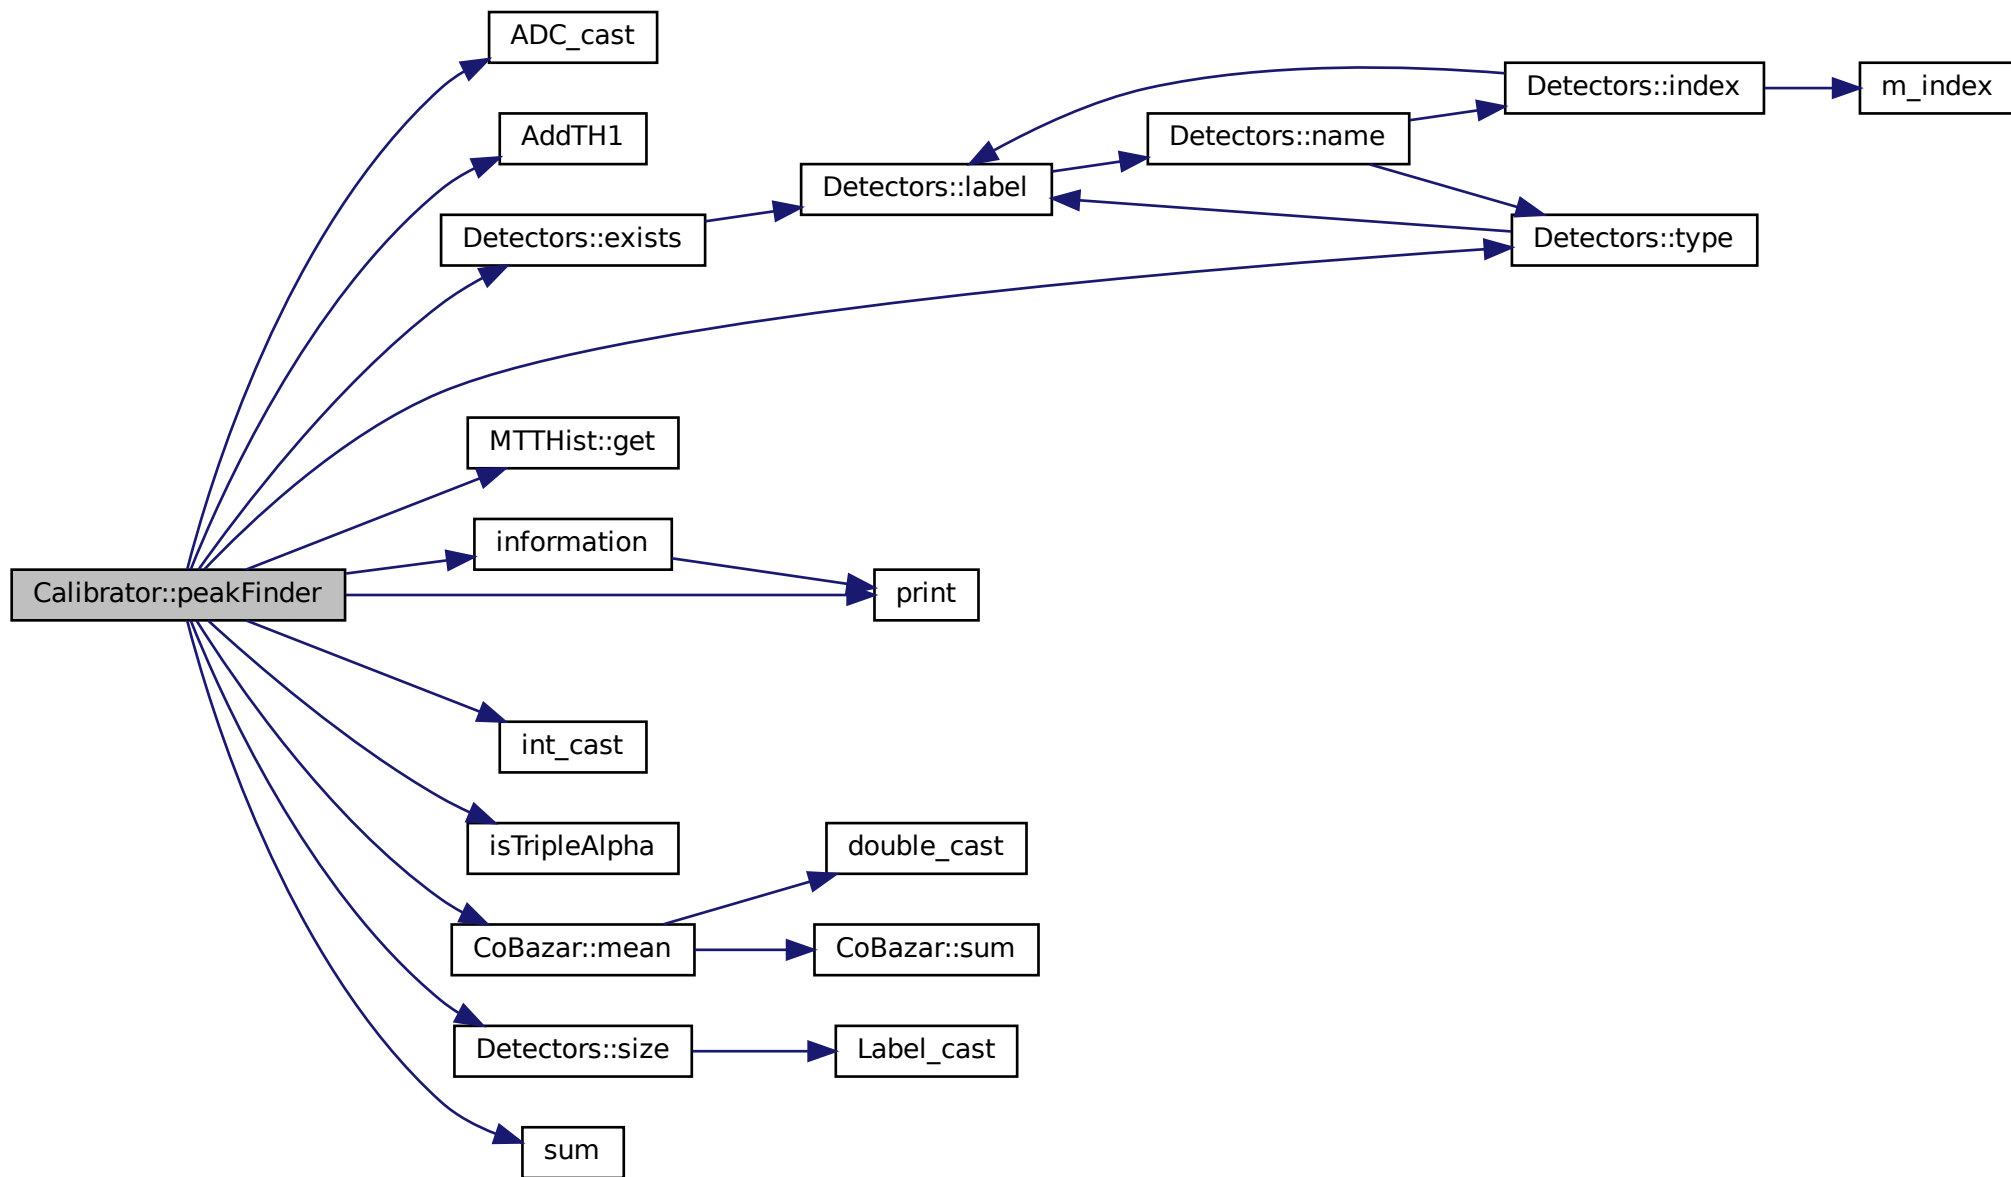 ADC_cast
Detectors::index
m_index
AddTH1
Detectors::name
Detectors::label
Detectors::exists
Detectors::type
MTTHist::get
information
Calibrator::peakFinder
print
int_cast
isTripleAlpha
double_cast
CoBazar::mean
CoBazar::sum
Detectors::size
Label_cast
sum